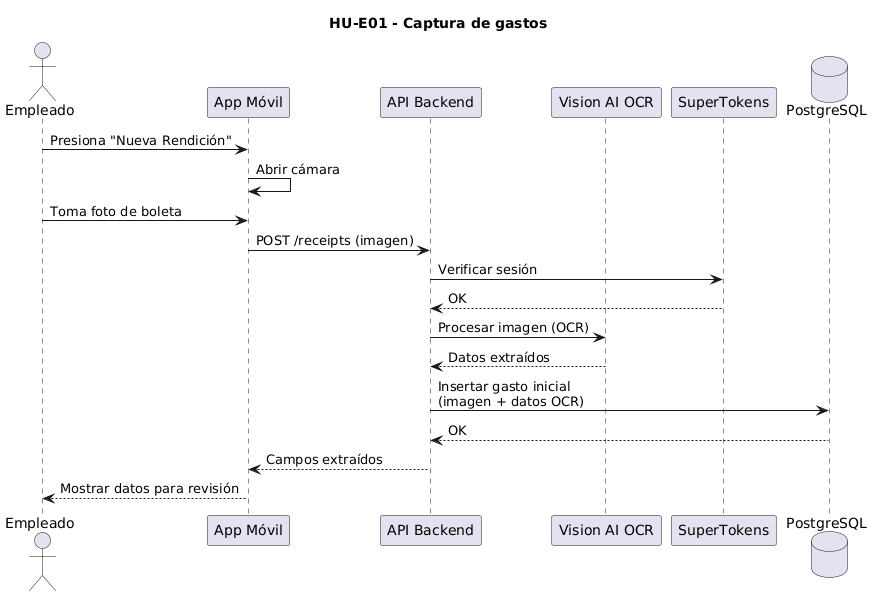 HU-E01 - Captura de gastos
Empleado
App Móvil
API Backend
Vision AI OCR
SuperTokens
PostgreSQL
Presiona "Nueva Rendición"
Abrir cámara
Toma foto de boleta
POST /receipts (imagen)
Verificar sesión
OK
Procesar imagen (OCR)
Datos extraídos
Insertar gasto inicial
(imagen + datos OCR)
OK
Campos extraídos
Mostrar datos para revisión
Empleado
App Móvil
API Backend
Vision AI OCR
SuperTokens
PostgreSQL